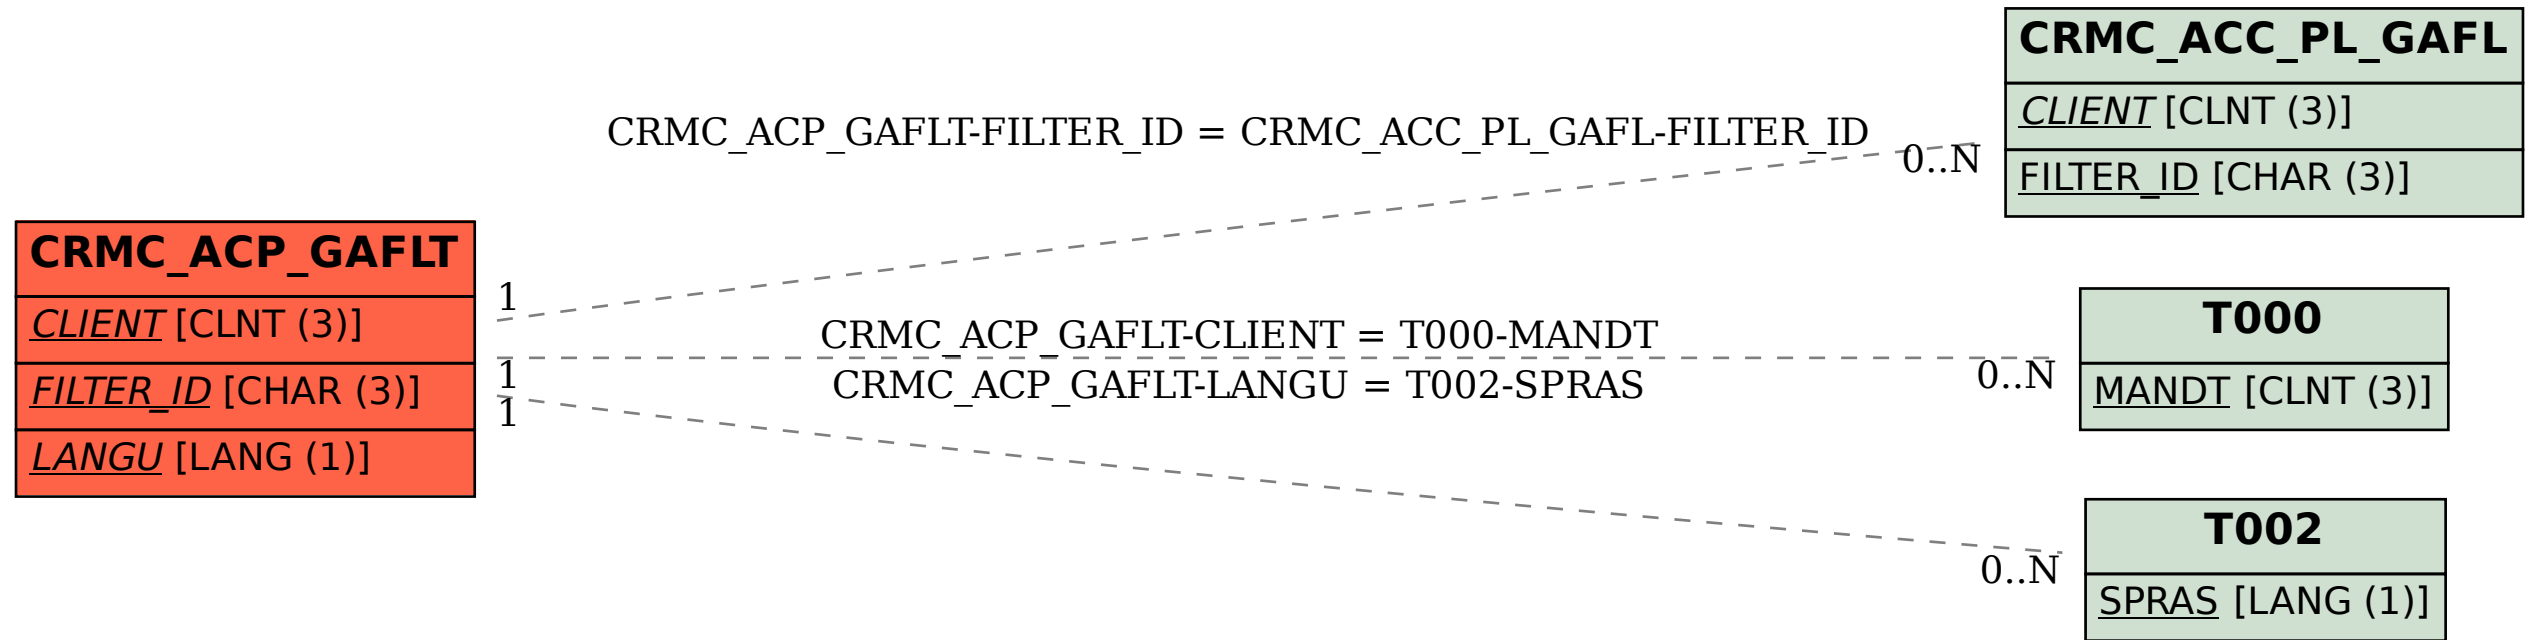 CRMC_ACC_PL_GAFL
CLIENT [CLNT (3)]
FILTER_ID [CHAR (3)]
CRMC_ACP_GAFLT-FILTER_ID = CRMC_ACC_PL_GAFL-FILTER_ID
0..N
1
CRMC_ACP_GAFLT
CLIENT [CLNT (3)]
FILTER_ID [CHAR (3)]
LANGU [LANG (1)]
CRMC_ACP_GAFLT-CLIENT = T000-MANDT
1
0..N
T000
MANDT [CLNT (3)]
CRMC_ACP_GAFLT-LANGU = T002-SPRAS
1
0..N
T002
SPRAS [LANG (1)]